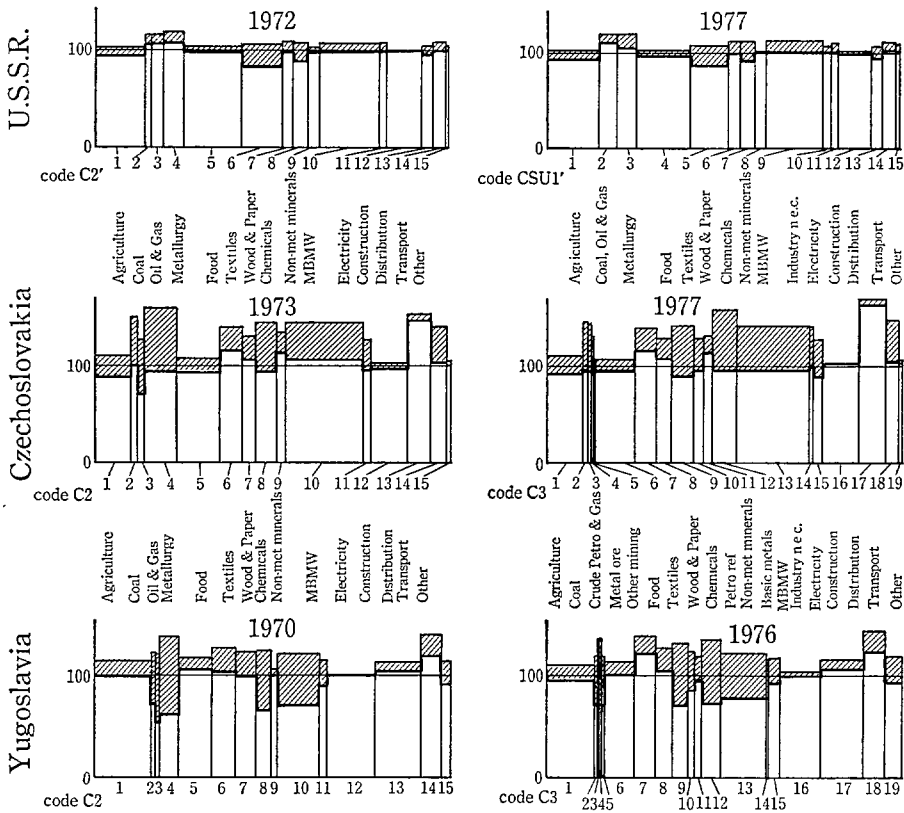 U.S.S.R.
1972
100
0
1 2 3 4 5 6 7 8 9 10 11 12 13 14 15
code C2′
Agriculture
Coal
Oil & Gas
Metallurgy
Food
Textiles
Wood & Paper
Chemicals
Non-met minerals
MBMW
Electricity
Construction
Distribution
Transport
Other
1977
100
0
1 2 3 4 5 6 7 8 9 10 11 12 13 14 15
code CSU1′
Agriculture
Coal, Oil & Gas
Metallurgy
Food
Textiles
Wood & Paper
Chemicals
Non-met minerals
MBMW
Industry n e.c.
Electricity
Construction
Distribution
Transport
Other
Czechoslovakia
1973
100
0
1 2 3 4 5 6 7 8 9 10 11 12 13 14 15
code C2
Agriculture
Coal
Oil & Gas
Metallurgy
Food
Textiles
Wood & Paper
Chemicals
Non-met minerals
MBMW
Electricity
Construction
Distribution
Transport
Other
1977
100
0
1 2 3 4 5 6 7 8 9 10 11 12 13 14 15 16 17 18 19
code C3
Agriculture
Coal
Crude Petro & Gas
Metal ore
Other mining
Food
Textiles
Wood & Paper
Chemicals
Petro ref
Non-met minerals
Basic metals
MBMW
Industry n e c.
Electricity
Construction
Distribution
Transport
Other
Yugoslavia
1970
100
0
1 2 3 4 5 6 7 8 9 10 11 12 13 14 15
code C2
1976
100
0
1 6 7 8 9 13 16 17 18 19
2 3 4 5 10 11 12 14 15
code C3